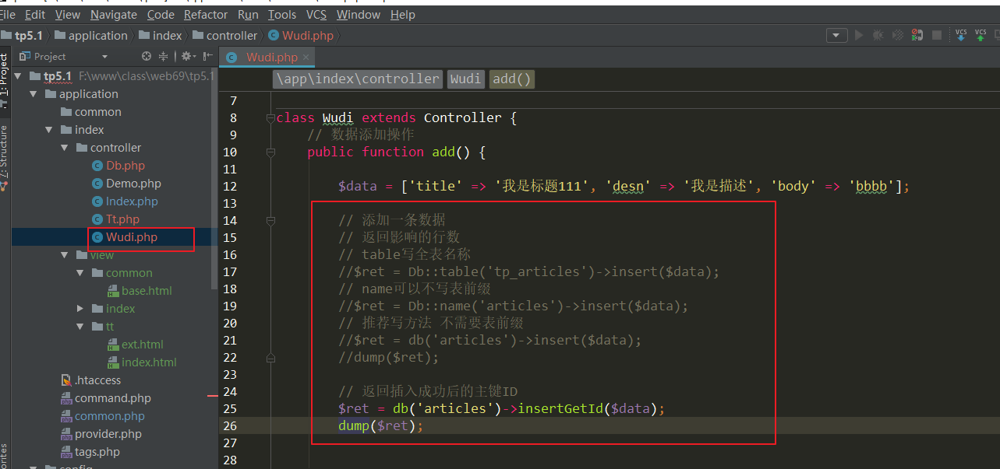 File Edit View Navigate Code Refactor Run Tools VCS Window Help
tp5.1 application index controller Wudi.php
VCS VCS
Project
Wudi.php
1: Project
7: Structure
tp5.1 F:\www\class\web69\tp5.1
application
common
index
controller
Db.php
Demo.php
Index.php
Tt.php
Wudi.php
view
common
base.html
index
tt
ext.html
index.html
.htaccess
command.php
common.php
provider.php
tags.php
config
\app\index\controller Wudi add()
7
8 class Wudi extends Controller {
9 // 数据添加操作
10 public function add() {
11
12 $data = ['title' => '我是标题111', 'desn' => '我是描述', 'body' => 'bbbb'];
13
14 // 添加一条数据
15 // 返回影响的行数
16 // table写全表名称
17 //$ret = Db::table('tp_articles')->insert($data);
18 // name可以不写表前缀
19 //$ret = Db::name('articles')->insert($data);
20 // 推荐写方法 不需要表前缀
21 //$ret = db('articles')->insert($data);
22 //dump($ret);
23
24 // 返回插入成功后的主键ID
25 $ret = db('articles')->insertGetId($data);
26 dump($ret);
27
28